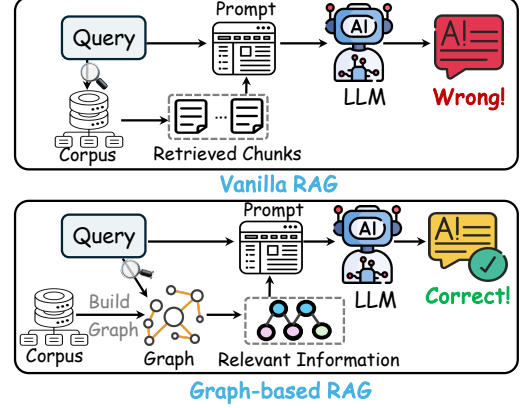 Prompt
Query
AI
A!
LLM
Wrong!
...
Corpus
Retrieved Chunks
Vanilla RAG
Prompt
Query
AI
A!
Build
Graph
LLM
Correct!
Corpus
Graph
Relevant Information
Graph-based RAG